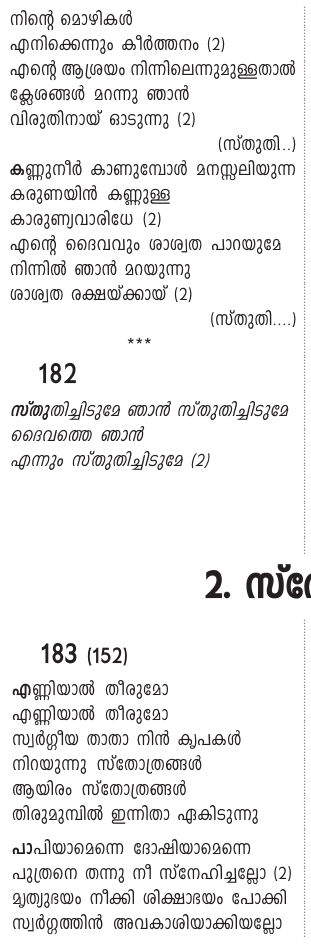 നിന്റെ മൊഴികൾ
എനിക്കെന്നും കീർത്തനം (2)
എന്റെ ആശ്രയം നിന്നിലെന്നുമുള്ളതാൽ
ക്ലേശങ്ങൾ മറന്നു ഞാൻ
വിരുതിനായ് ഓടുന്നു (2)
(സ്തുതി..)
കണ്ണുനീർ കാണുമ്പോൾ മനസ്സലിയുന്ന
കരുണയിൻ കണ്ണുള്ള
കാരുണ്യവാരിധേ (2)
എന്റെ ദൈവവും ശാശ്വത പാറയുമേ
നിന്നിൽ ഞാൻ മറയുന്നു
ശാശ്വത രക്ഷയ്ക്കായ് (2)
(സ്തുതി....)
***
182
സ്തുതിച്ചിടുമേ ഞാൻ സ്തുതിച്ചിടുമേ
ദൈവത്തെ ഞാൻ
എന്നും സ്തുതിച്ചിടുമേ (2)
2.
183 (152)
എണ്ണിയാൽ തീരുമോ
എണ്ണിയാൽ തീരുമോ
സ്വർഗ്ഗീയ താതാ നിൻ കൃപകൾ
നിറയുന്നു സ്തോത്രങ്ങൾ
ആയിരം സ്തോത്രങ്ങൾ
തിരുമുമ്പിൽ ഇന്നിതാ ഏകിടുന്നു
പാപിയാമെന്നെ ദോഷിയാമെന്നെ
പുത്രനെ തന്നു നീ സ്നേഹിച്ചല്ലോ (2)
മൃത്യുഭയം നീക്കി ശിക്ഷാഭയം പോക്കി
സ്വർഗ്ഗത്തിൻ അവകാശിയാക്കിയല്ലോ